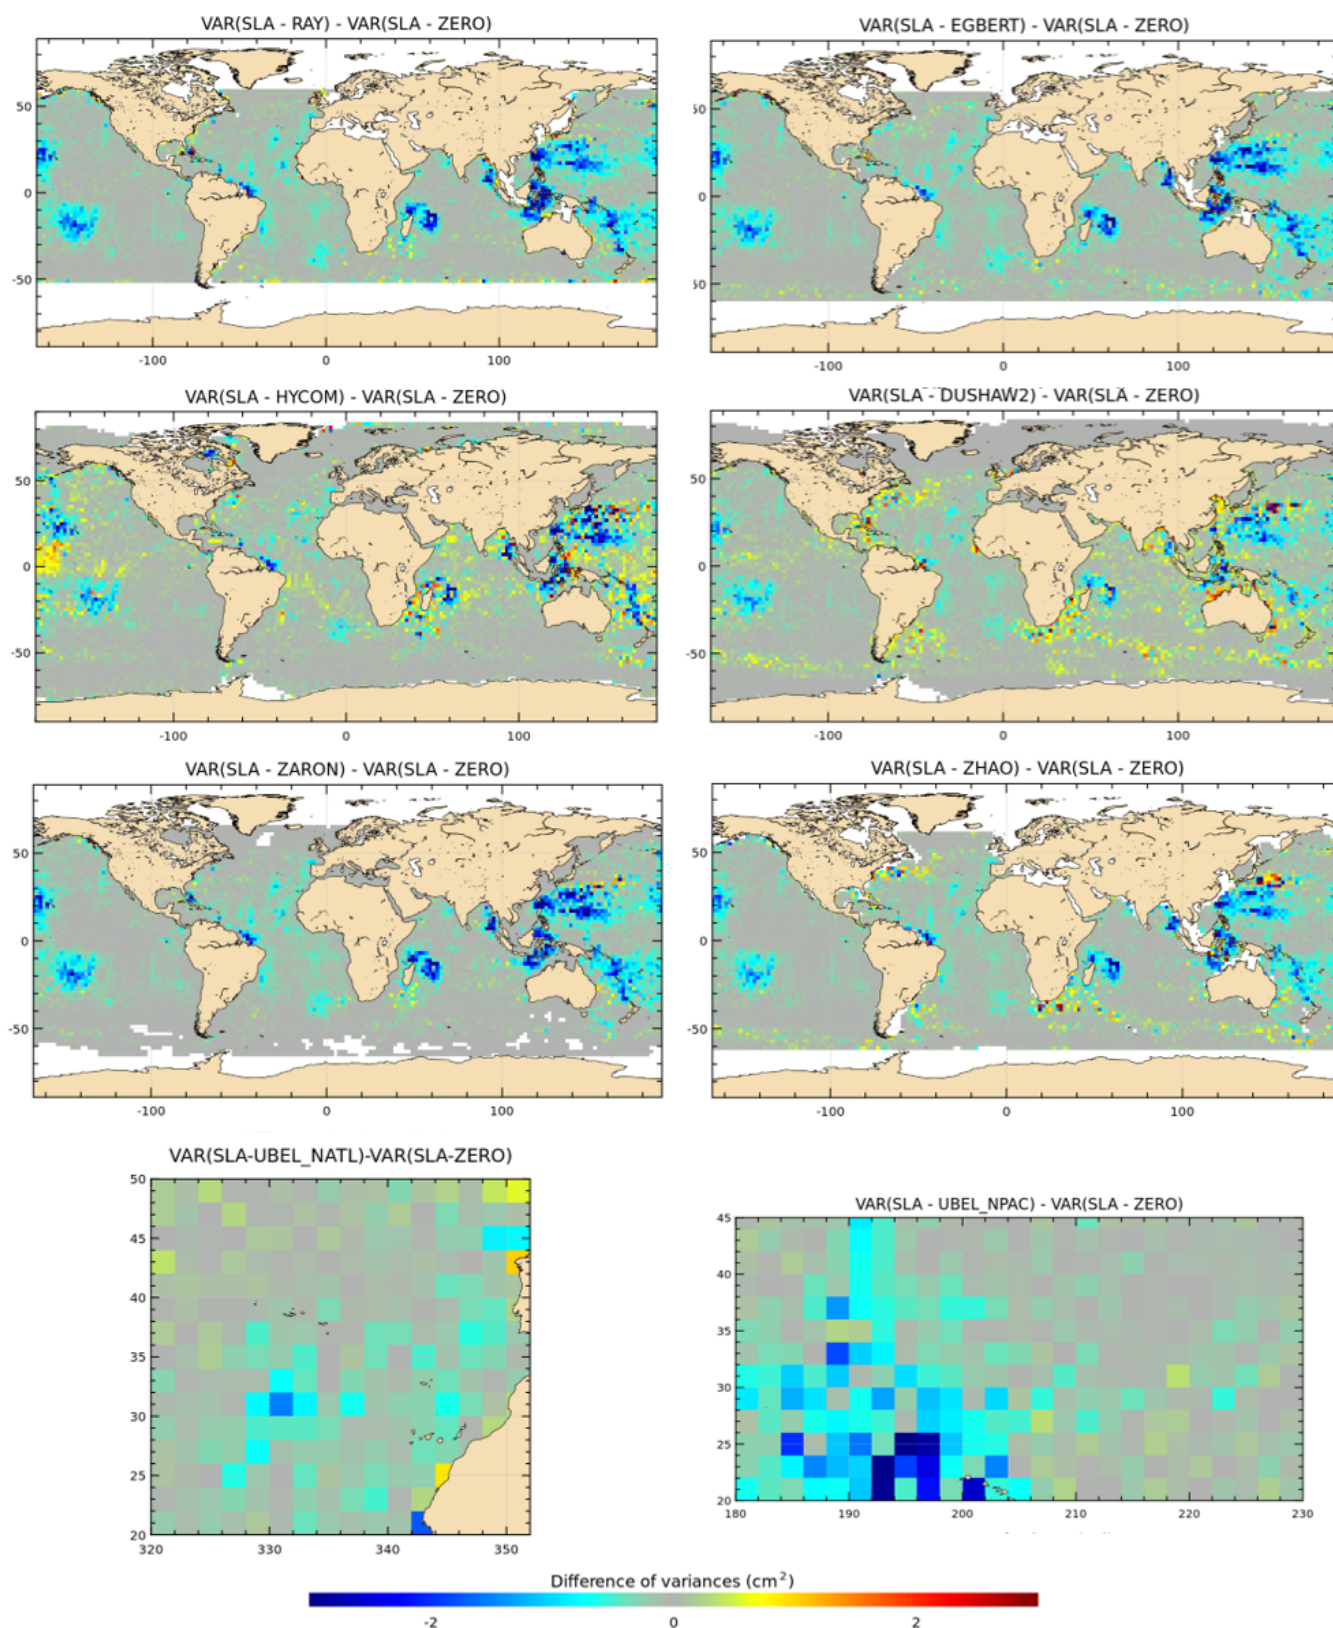 VAR(SLA - RAY) - VAR(SLA - ZERO)
VAR(SLA - EGBERT) - VAR(SLA - ZERO)
50
0
-50
-100 0 100
50
0
50
-100 0 100
VAR(SLA - HYCOM) - VAR(SLA - ZERO)
VAR(SLA - DUSHAW2) - VAR(SLA - ZERO)
50
0
-50
-100 0 100
50
0
-50
-100 0 100
VAR(SLA - ZARON) - VAR(SLA - ZERO)
VAR(SLA - ZHAO) - VAR(SLA - ZERO)
50
0
-50
-100 0 100
50
0
-50
-100 0 100
VAR(SLA-UBEL_NATL)-VAR(SLA-ZERO)
50
45
40
35
30
25
20
320 330 340 350
VAR(SLA - UBEL_NPAC) - VAR(SLA - ZERO)
45
40
35
30
25
20
180 190 200 210 220 230
Difference of variances (cm²)
-2 0 2